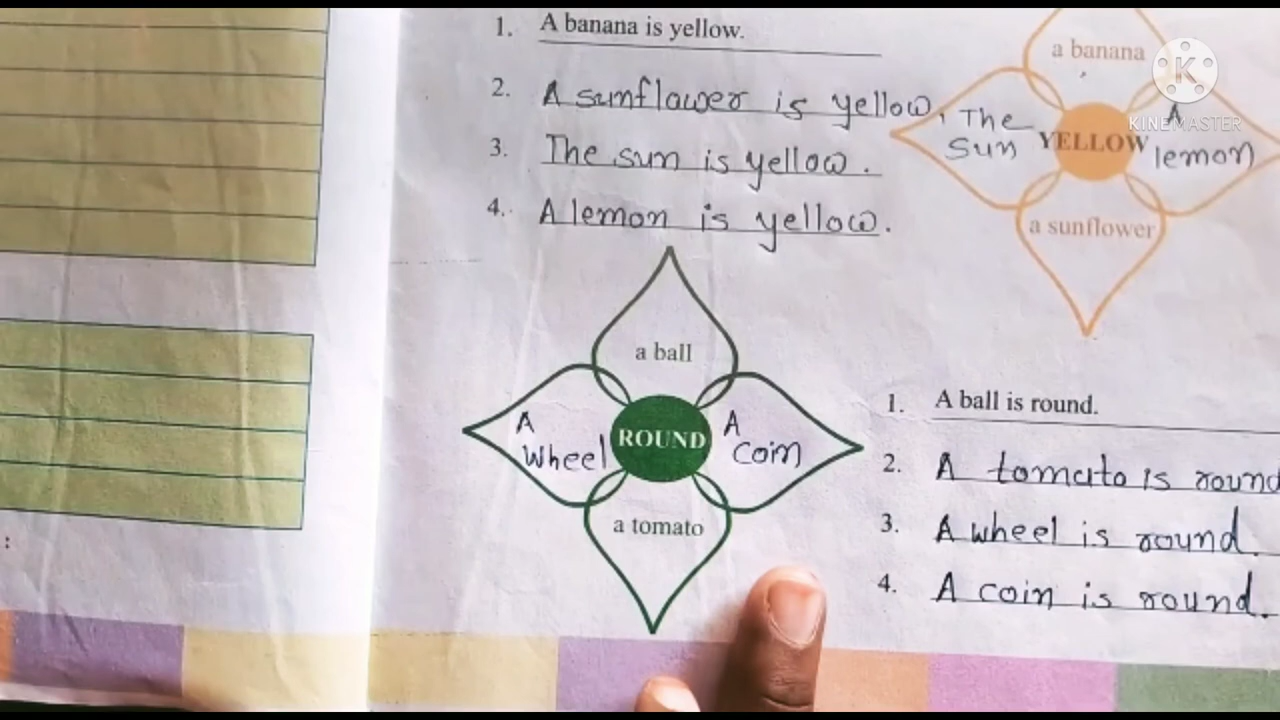 1. A banana is yellow.
2. A sunflower is yellow.
3. The sun is yellow.
4. A lemon is yellow.
a banana
The Sun
YELLOW
A lemon
a sunflower
K
KINEMASTER
a ball
A Wheel
ROUND
A Coin
a tomato
1. A ball is round.
2. A tomato is round
3. A wheel is round.
4. A coin is round.
: